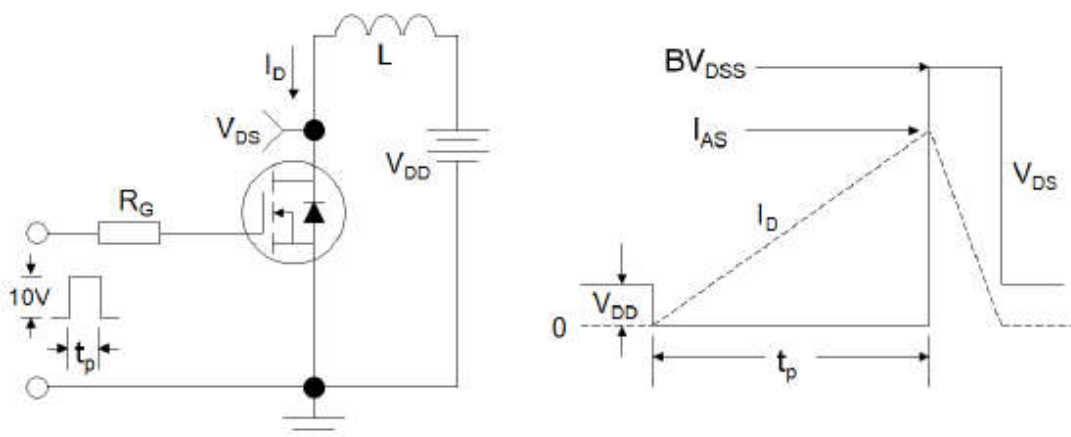 L
I_D
V_DS
V_DD
R_G
10V
t_p
BV_DSS
I_AS
V_DS
I_D
V_DD
0
t_p